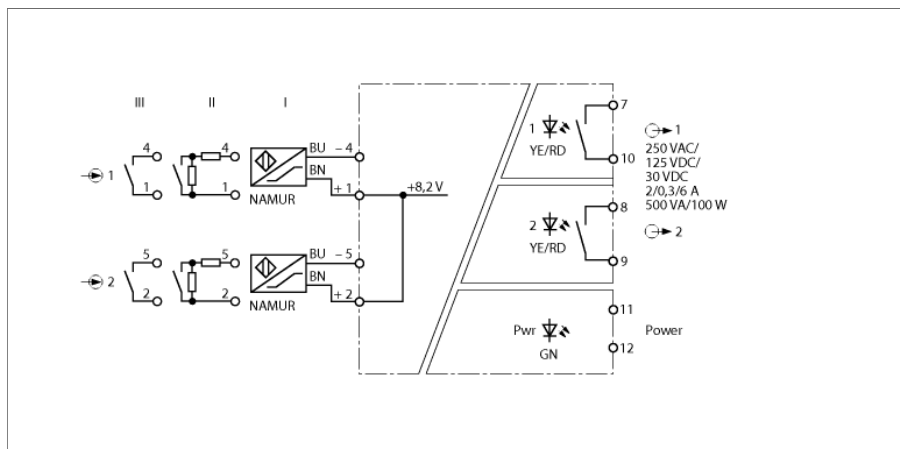 III II I
4 4 BU – 4
1 BN
1 1 NAMUR + 1
+8,2 V
5 5 BU – 5
2 BN
2 2 NAMUR + 2
7
1
YE/RD 10
8
2
YE/RD 9
11
Pwr
GN 12
Power
1
250 VAC/
125 VDC/
30 VDC
2/0,3/6 A
500 VA/100 W
2